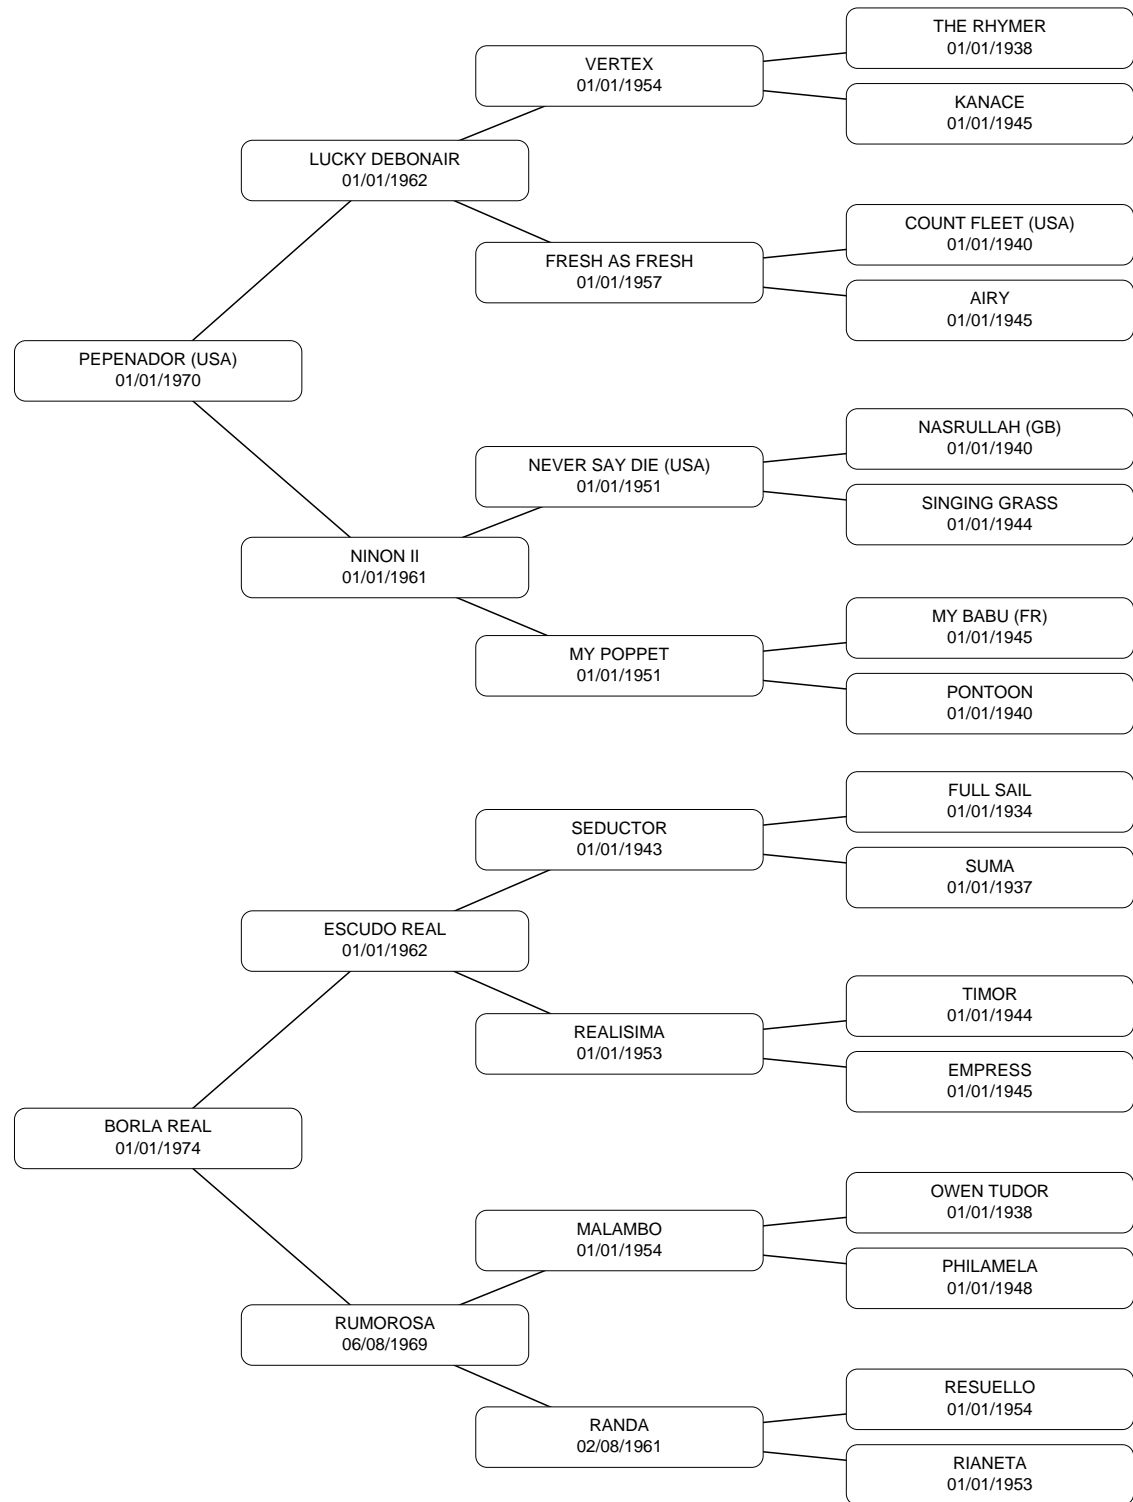 THE RHYMER
01/01/1938
VERTEX
01/01/1954
KANACE
01/01/1945
LUCKY DEBONAIR
01/01/1962
COUNT FLEET (USA)
01/01/1940
FRESH AS FRESH
01/01/1957
AIRY
01/01/1945
PEPENADOR (USA)
01/01/1970
NASRULLAH (GB)
01/01/1940
NEVER SAY DIE (USA)
01/01/1951
SINGING GRASS
01/01/1944
NINON II
01/01/1961
MY BABU (FR)
01/01/1945
MY POPPET
01/01/1951
PONTOON
01/01/1940
FULL SAIL
01/01/1934
SEDUCTOR
01/01/1943
SUMA
01/01/1937
ESCUDO REAL
01/01/1962
TIMOR
01/01/1944
REALISIMA
01/01/1953
EMPRESS
01/01/1945
BORLA REAL
01/01/1974
OWEN TUDOR
01/01/1938
MALAMBO
01/01/1954
PHILAMELA
01/01/1948
RUMOROSA
06/08/1969
RESUELLO
01/01/1954
RANDA
02/08/1961
RIANETA
01/01/1953